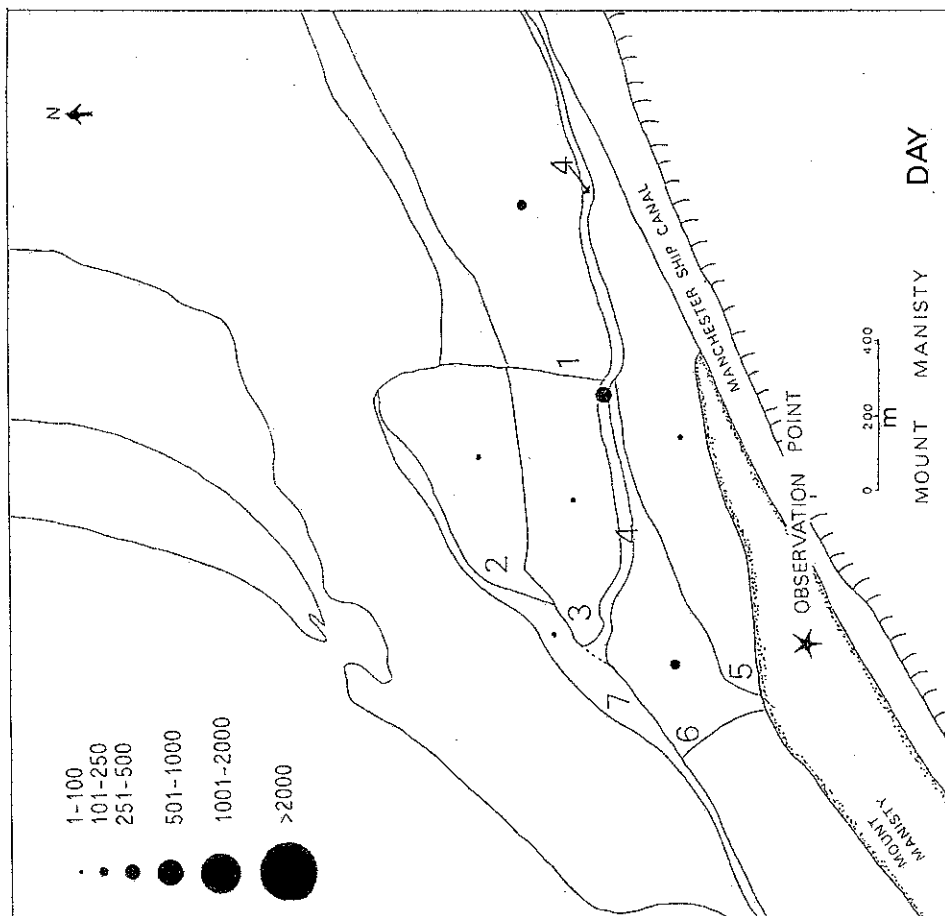 N
1-100
101-250
251-500
501-1000
1001-2000
>2000
1
2
3
4
4
5
6
7
MANCHESTER SHIP CANAL
OBSERVATION POINT
MOUNT
MANISTY
0 200 400
m
MOUNT MANISTY
DAY